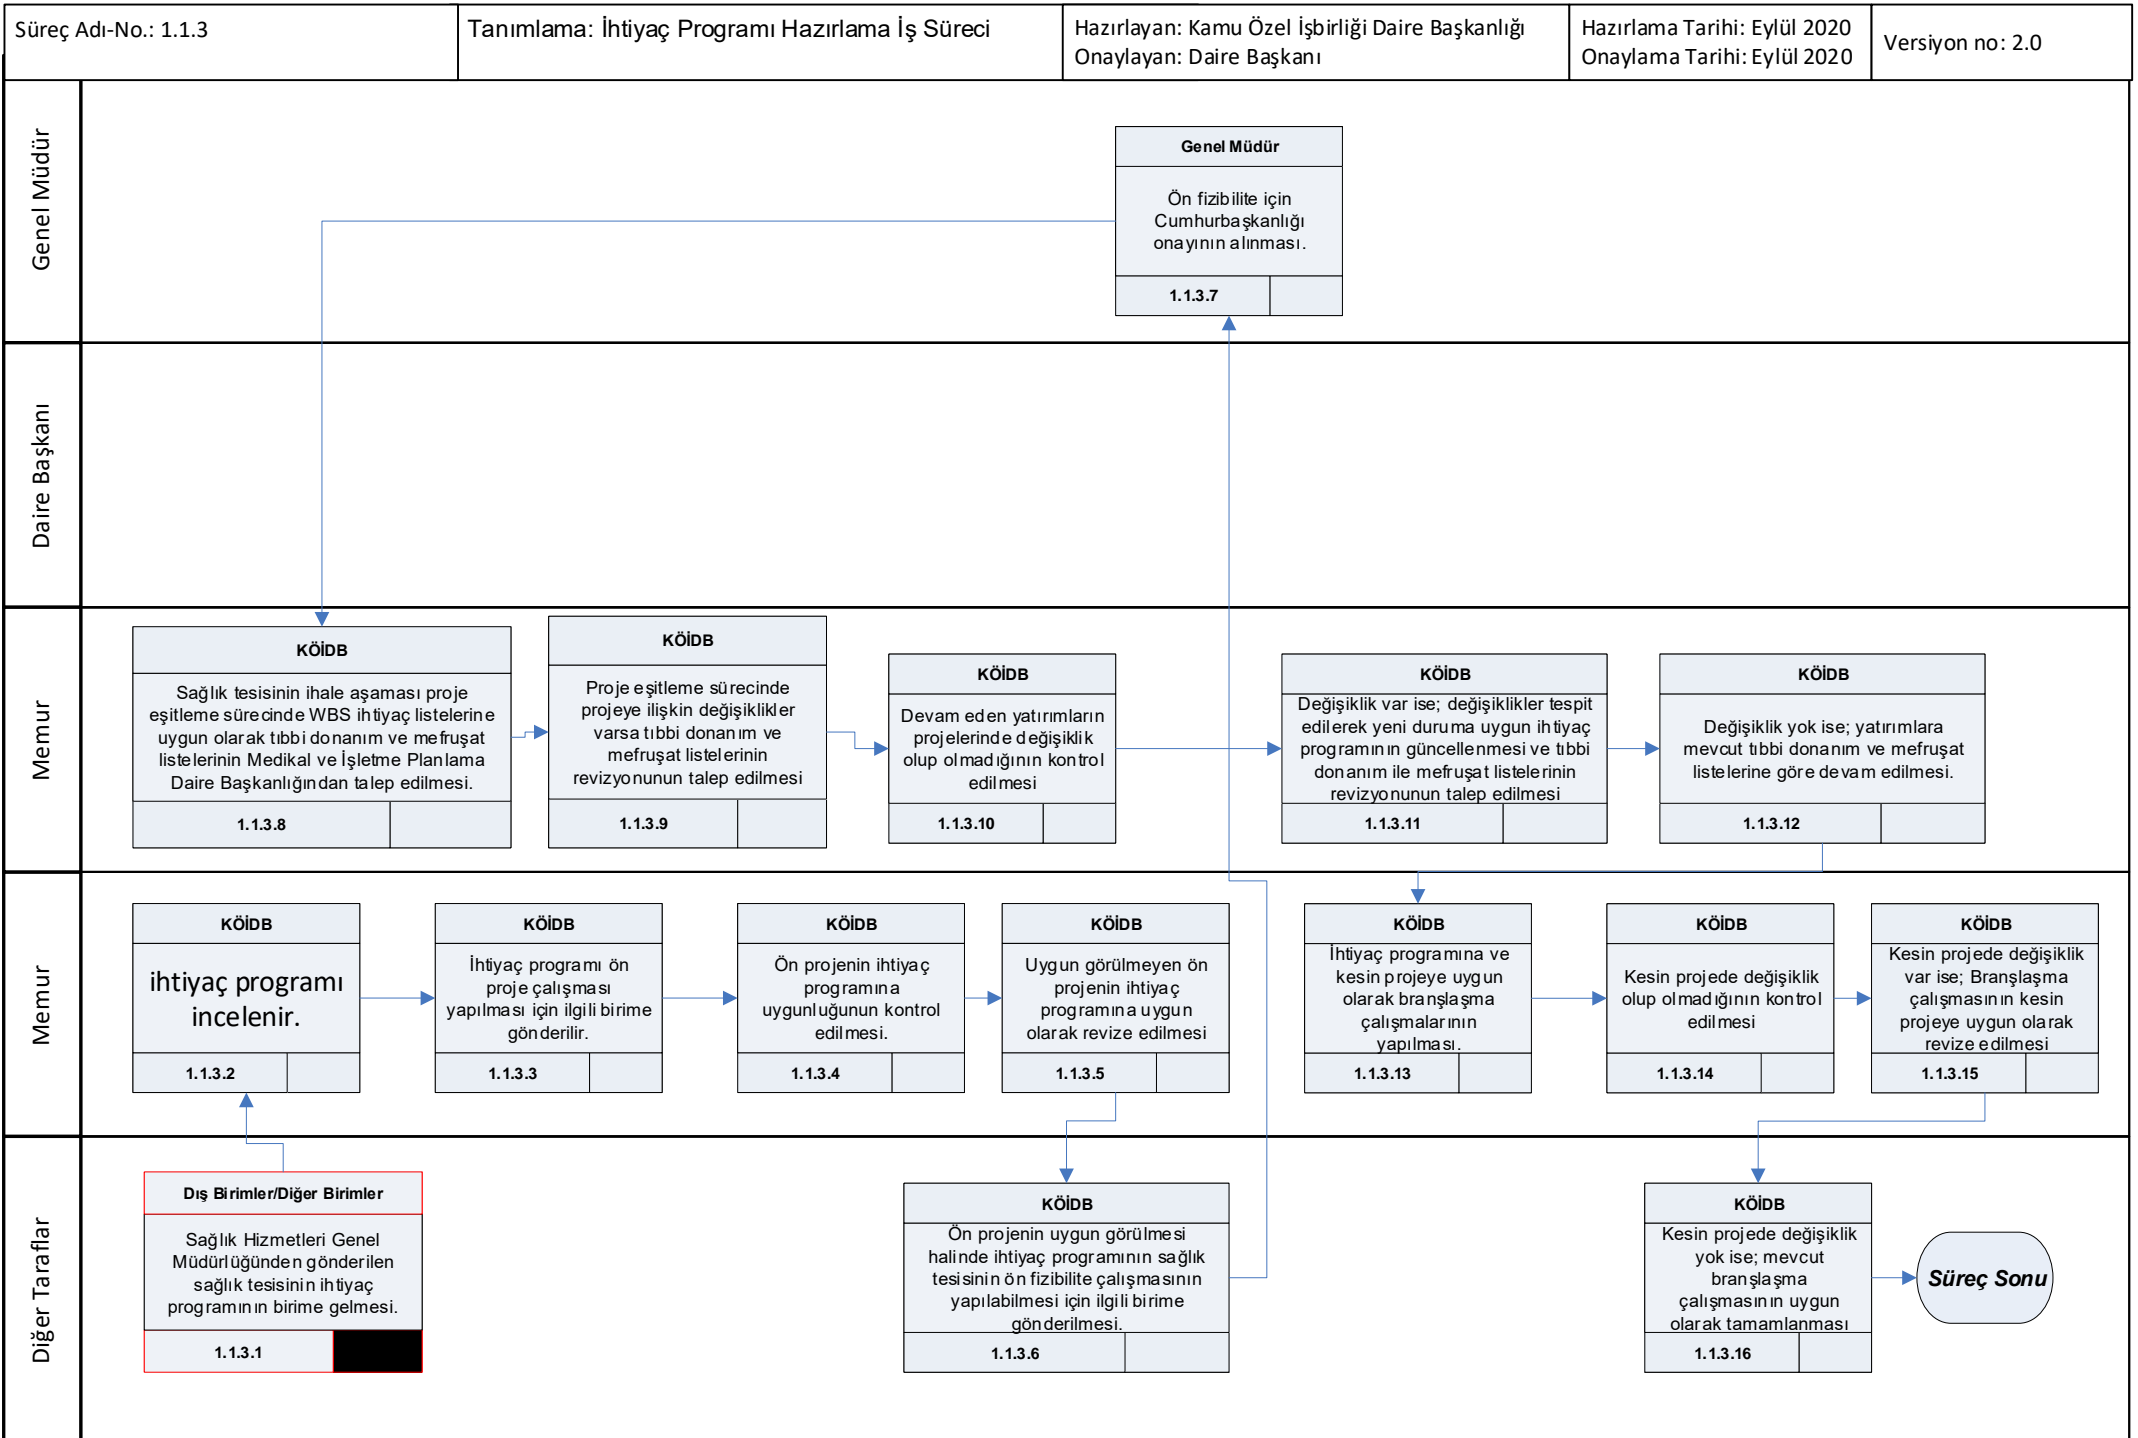 Süreç Adı-No.: 1.1.3
Tanımlama: İhtiyaç Programı Hazırlama İş Süreci
Hazırlayan: Kamu Özel İşbirliği Daire Başkanlığı
Onaylayan: Daire Başkanı
Hazırlama Tarihi: Eylül 2020
Onaylama Tarihi: Eylül 2020
Versiyon no: 2.0
Genel Müdür
Genel Müdür
Ön fizibilite için
Cumhurbaşkanlığı
onayının alınması.
1.1.3.7
Daire Başkanı
Memur
KÖİDB
Sağlık tesisinin ihale aşaması proje
eşitleme sürecinde WBS ihtiyaç listelerine
uygun olarak tıbbi donanım ve mefruşat
listelerinin Medikal ve İşletme Planlama
Daire Başkanlığından talep edilmesi.
1.1.3.8
KÖİDB
Proje eşitleme sürecinde
projeye ilişkin değişiklikler
varsa tıbbi donanım ve
mefruşat listelerinin
revizyonunun talep edilmesi
1.1.3.9
KÖİDB
Devam eden yatırımların
projelerinde değişiklik
olup olmadığının kontrol
edilmesi
1.1.3.10
KÖİDB
Değişiklik var ise; değişiklikler tespit
edilerek yeni duruma uygun ihtiyaç
programının güncellenmesi ve tıbbi
donanım ile mefruşat listelerinin
revizyonunun talep edilmesi
1.1.3.11
KÖİDB
Değişiklik yok ise; yatırımlara
mevcut tıbbi donanım ve mefruşat
listelerine göre devam edilmesi.
1.1.3.12
Memur
KÖİDB
ihtiyaç programı
incelenir.
1.1.3.2
KÖİDB
İhtiyaç programı ön
proje çalışması
yapılması için ilgili birime
gönderilir.
1.1.3.3
KÖİDB
Ön projenin ihtiyaç
programına
uygunluğunun kontrol
edilmesi.
1.1.3.4
KÖİDB
Uygun görülmeyen ön
projenin ihtiyaç
programına uygun
olarak revize edilmesi
1.1.3.5
KÖİDB
İhtiyaç programına ve
kesin projeye uygun
olarak branşlaşma
çalışmalarının
yapılması.
1.1.3.13
KÖİDB
Kesin projede değişiklik
olup olmadığının kontrol
edilmesi
1.1.3.14
KÖİDB
Kesin projede değişiklik
var ise; Branşlaşma
çalışmasının kesin
projeye uygun olarak
revize edilmesi
1.1.3.15
Diğer Taraflar
Dış Birimler/Diğer Birimler
Sağlık Hizmetleri Genel
Müdürlüğünden gönderilen
sağlık tesisinin ihtiyaç
programının birime gelmesi.
1.1.3.1
KÖİDB
Ön projenin uygun görülmesi
halinde ihtiyaç programının sağlık
tesisinin ön fizibilite çalışmasının
yapılabilmesi için ilgili birime
gönderilmesi.
1.1.3.6
KÖİDB
Kesin projede değişiklik
yok ise; mevcut
branşlaşma
çalışmasının uygun
olarak tamamlanması
1.1.3.16
Süreç Sonu